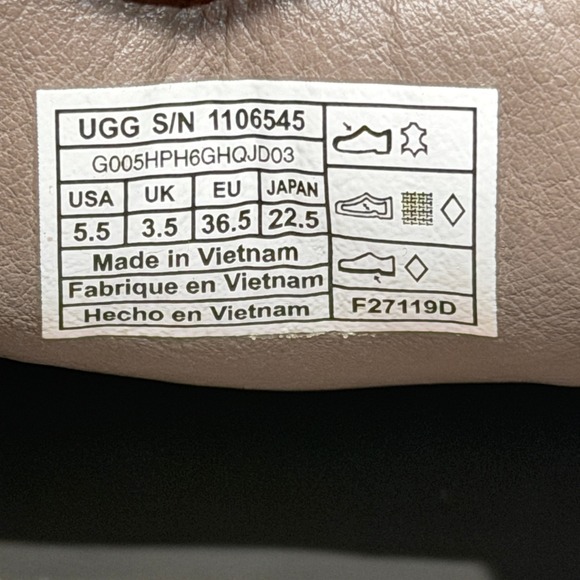 UGG S/N 1106545
G005HPH6GHQJD03
USA UK EU JAPAN
5.5 3.5 36.5 22.5
Made in Vietnam
Fabrique en Vietnam
Hecho en Vietnam
F27119D